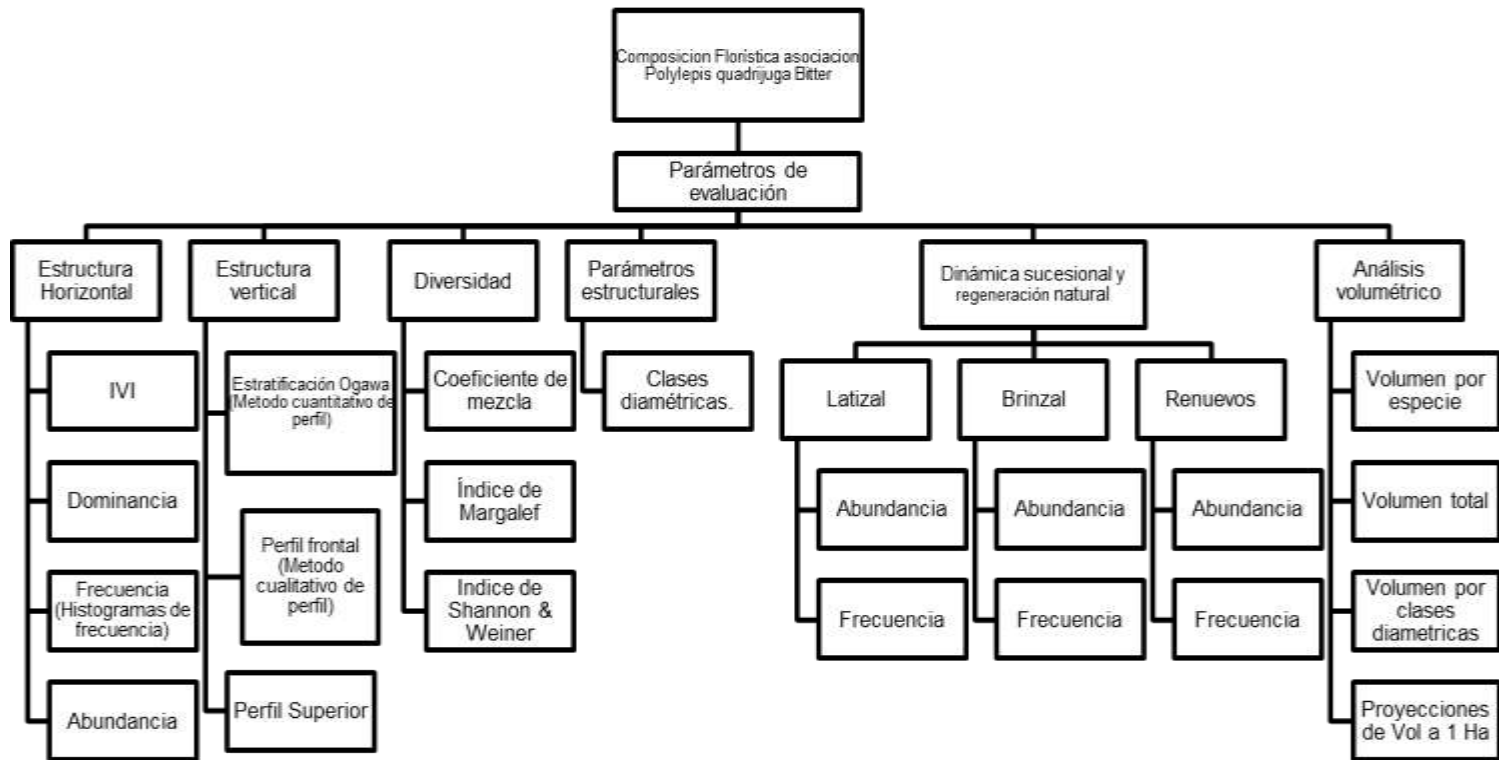 Composicion Florística asociacion
Polylepis quadrijuga Bitter
Parámetros de
evaluación
Estructura
Horizontal
IVI
Dominancia
Frecuencia
(Histogramas de
frecuencia)
Abundancia
Estructura
vertical
Estratificación Ogawa
(Metodo cuantitativo de
perfil)
Perfil frontal
(Metodo
cualitativo de
perfil)
Perfil Superior
Diversidad
Coeficiente de
mezcla
Índice de
Margalef
Indice de
Shannon &
Weiner
Parámetros
estructurales
Clases
diamétricas.
Dinámica sucesional y
regeneración natural
Latizal
Abundancia
Frecuencia
Brinzal
Abundancia
Frecuencia
Renuevos
Abundancia
Frecuencia
Análisis
volumétrico
Volumen por
especie
Volumen total
Volumen por
clases
diametricas
Proyecciones
de Vol a 1 Ha